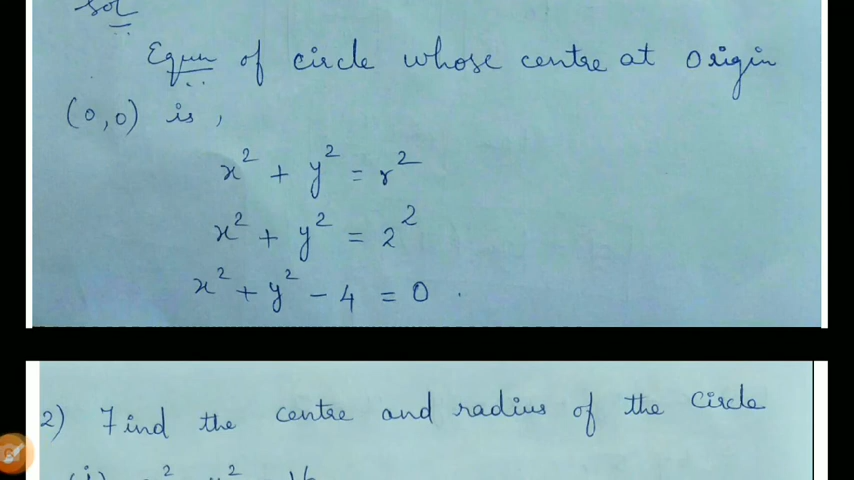 Sol
Equn of circle whose centre at origin
(0,0) is,
x² + y² = r²
x² + y² = 2²
x² + y² - 4 = 0.
2) Find the centre and radius of the circle